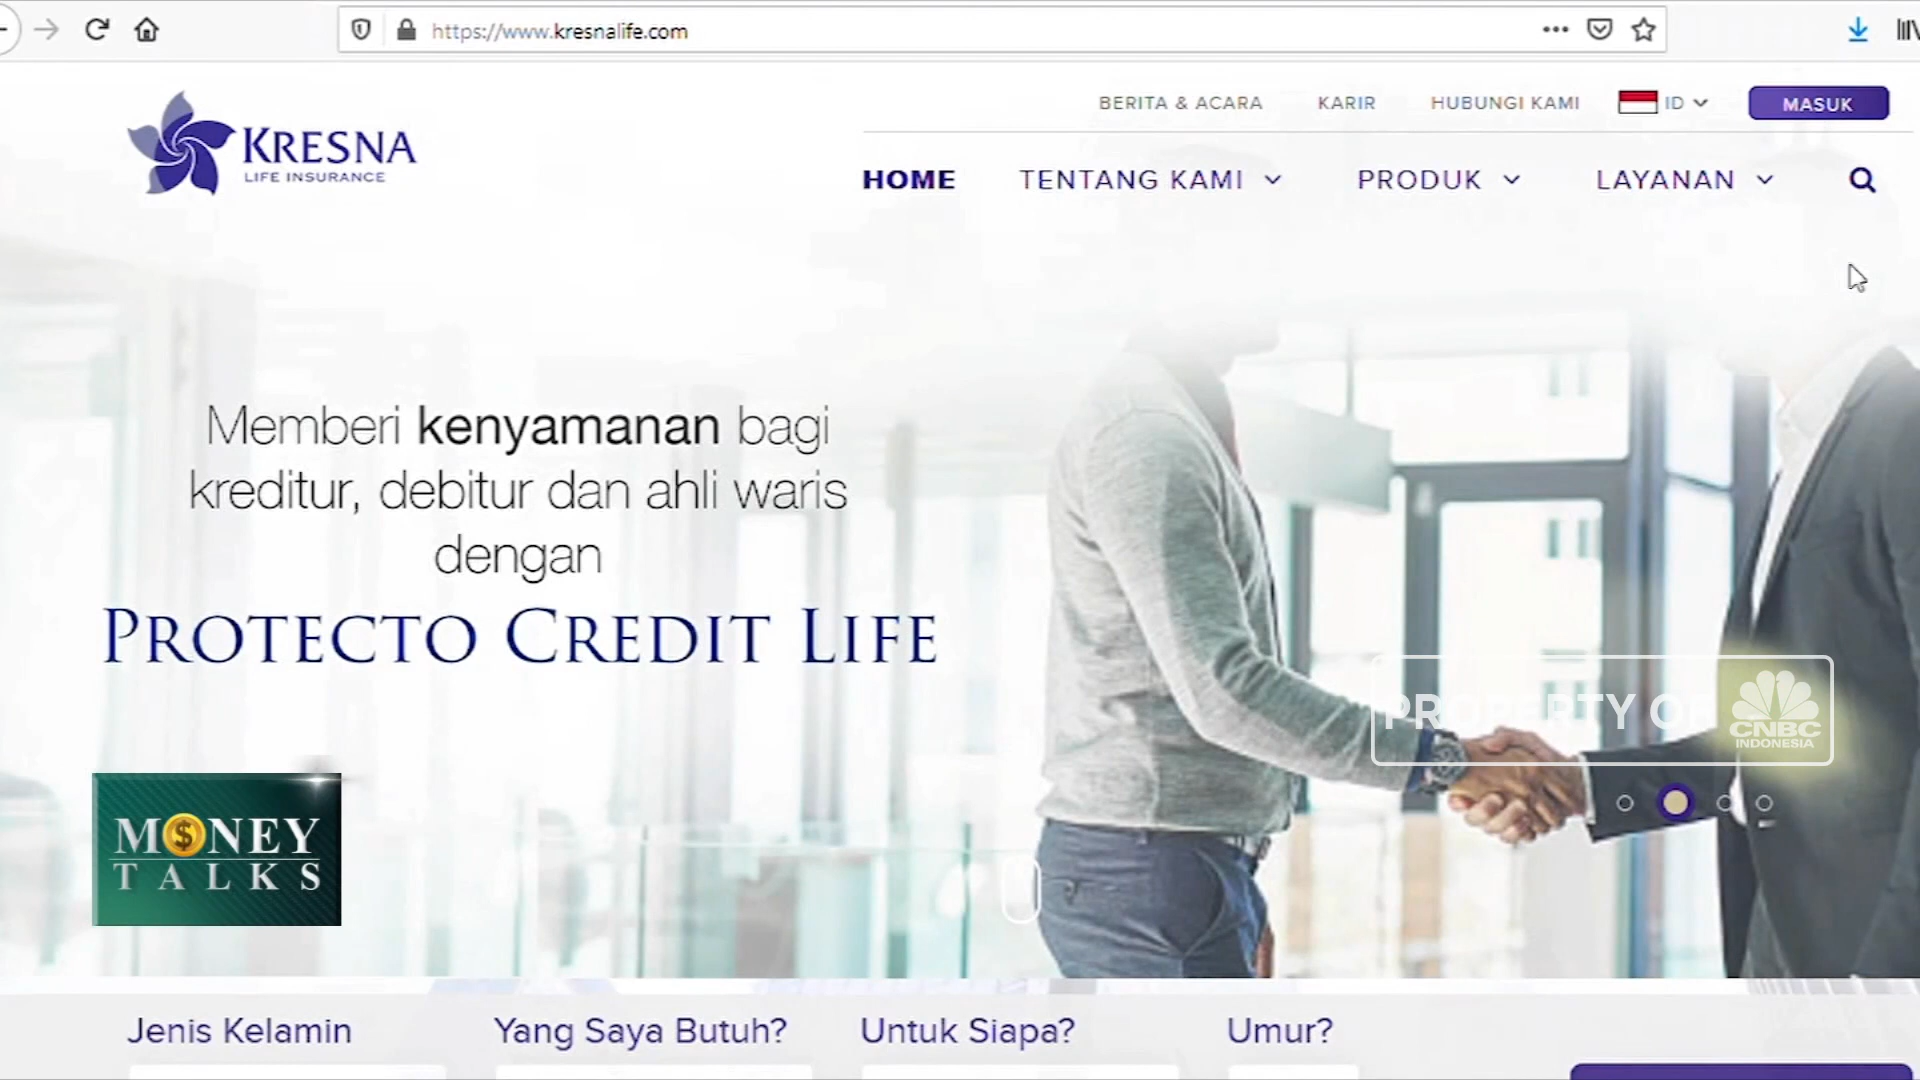 https://www.kresnalife.com
BERITA & ACARA
KARIR
HUBUNGI KAMI
ID
MASUK
KRESNA
LIFE INSURANCE
HOME
TENTANG KAMI
PRODUK
LAYANAN
Memberi kenyamanan bagi
kreditur, debitur dan ahli waris
dengan
PROTECTO CREDIT LIFE
PROPERTY OF
CNBC
INDONESIA
MONEY
TALKS
Jenis Kelamin
Yang Saya Butuh?
Untuk Siapa?
Umur?